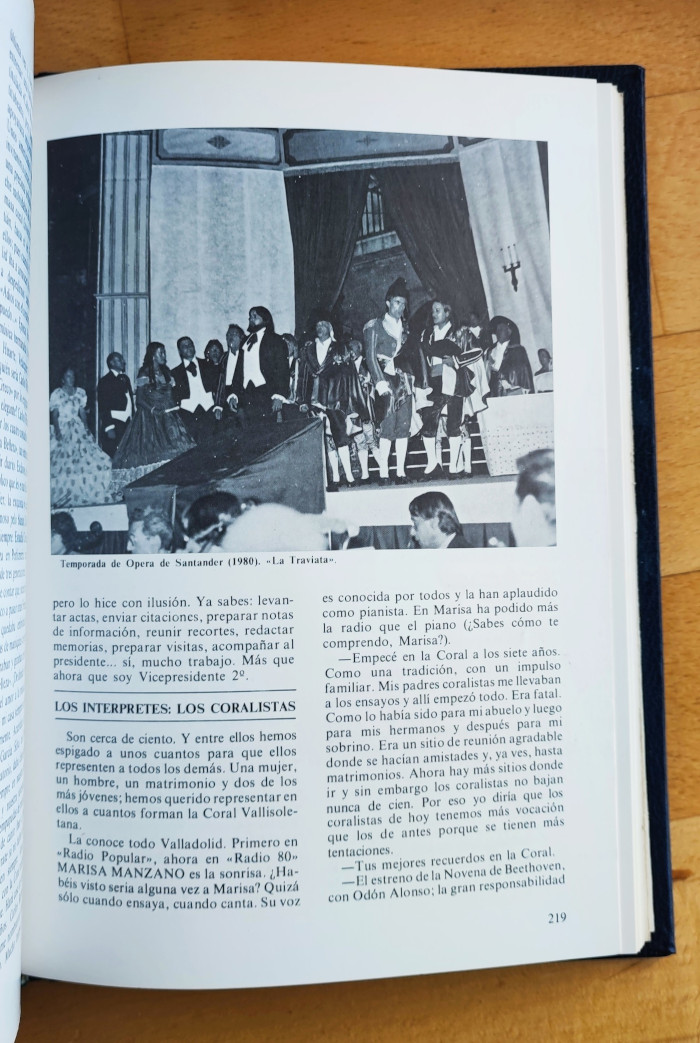 Temporada de Opera de Santander (1980). «La Traviata».
pero lo hice con ilusión. Ya sabes: levan-
tar actas, enviar citaciones, preparar notas
de información, reunir recortes, redactar
memorias, preparar visitas, acompañar al
presidente... sí, mucho trabajo. Más que
ahora que soy Vicepresidente 2º.
LOS INTERPRETES: LOS CORALISTAS
Son cerca de ciento. Y entre ellos hemos
espigado a unos cuantos para que ellos
representen a todos los demás. Una mujer,
un hombre, un matrimonio y dos de los
más jóvenes; hemos querido representar en
ellos a cuantos forman la Coral Vallisole-
tana.
La conoce todo Valladolid. Primero en
«Radio Popular», ahora en «Radio 80»
MARISA MANZANO es la sonrisa. ¿Ha-
béis visto seria alguna vez a Marisa? Quizá
sólo cuando ensaya, cuando canta. Su voz
es conocida por todos y la han aplaudido
como pianista. En Marisa ha podido más
la radio que el piano (¿Sabes cómo te
comprendo, Marisa?).
—Empecé en la Coral a los siete años.
Como una tradición, con un impulso
familiar. Mis padres coralistas me llevaban
a los ensayos y allí empezó todo. Era fatal.
Como lo había sido para mi abuelo y luego
para mis hermanos y después para mi
sobrino. Era un sitio de reunión agradable
donde se hacían amistades y, ya ves, hasta
matrimonios. Ahora hay más sitios donde
ir y sin embargo los coralistas no bajan
nunca de cien. Por eso yo diría que los
coralistas de hoy tenemos más vocación
que los de antes porque se tienen más
tentaciones.
—Tus mejores recuerdos en la Coral.
—El estreno de la Novena de Beethoven,
con Odón Alonso; la gran responsabilidad
219